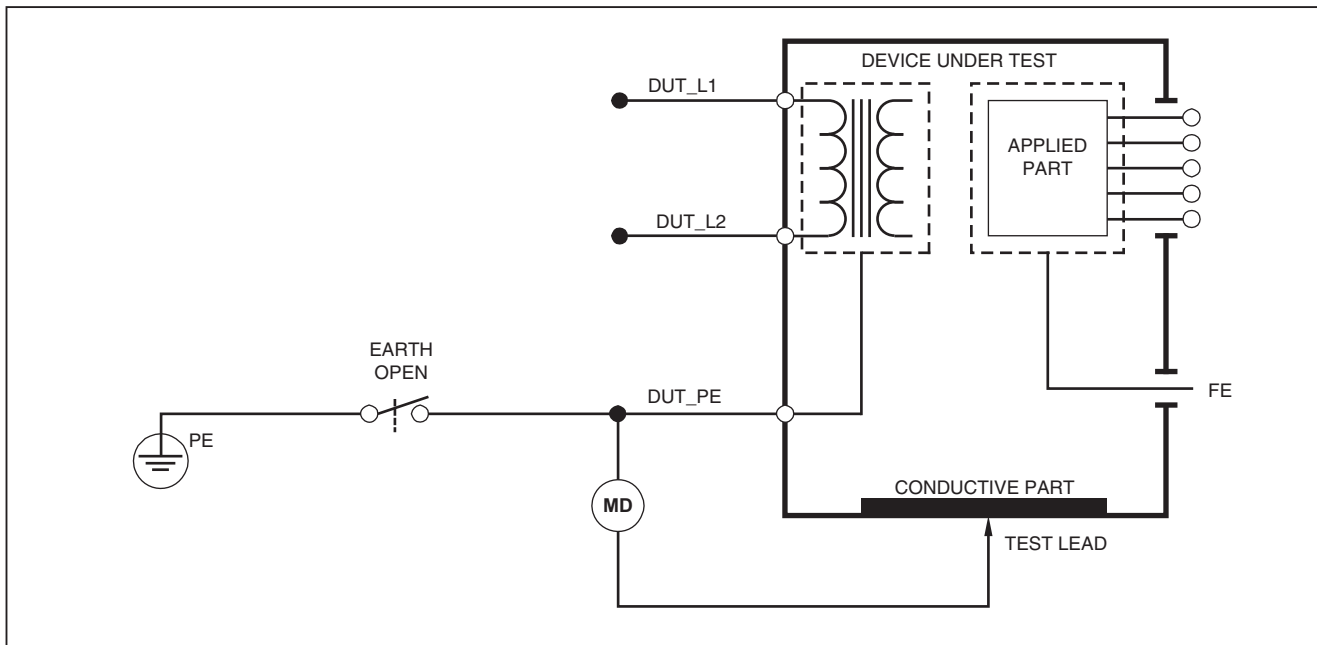 DEVICE UNDER TEST
DUT_L1
APPLIED
PART
DUT_L2
EARTH
OPEN
DUT_PE
FE
PE
CONDUCTIVE PART
MD
TEST LEAD